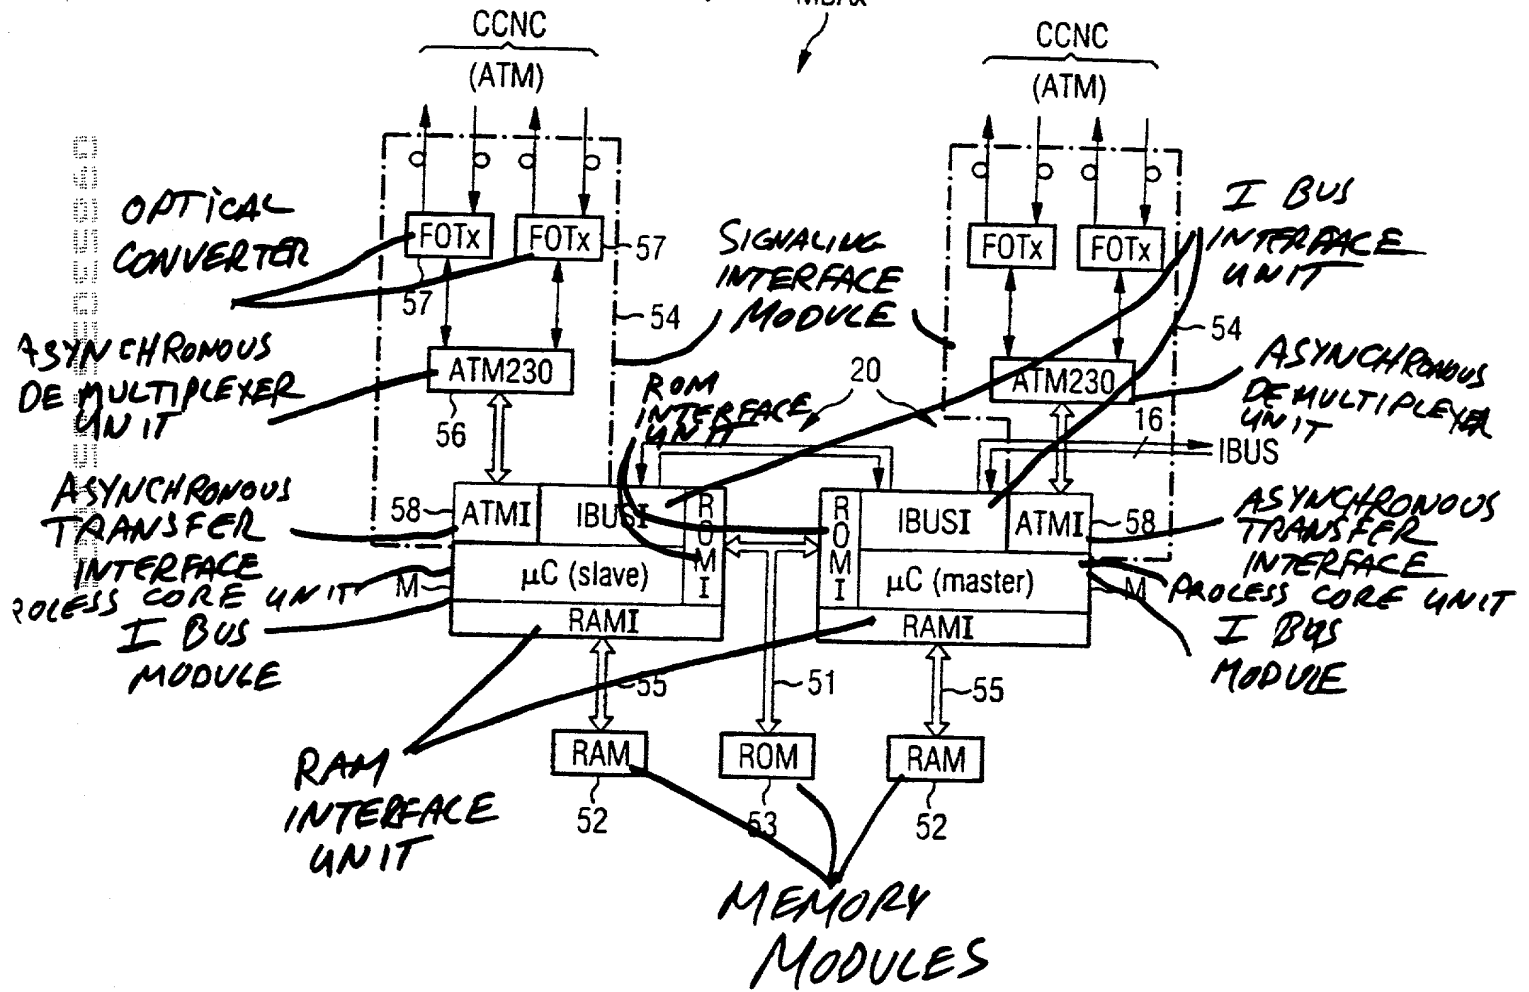 CCNC
(ATM)
CCNC
(ATM)
OPTICAL
CONVERTER
FOTx
FOTx
57
57
SIGNALING
INTERFACE
MODULE
54
FOTx
FOTx
I BUS
INTERFACE
UNIT
54
ASYNCHRONOUS
DEMULTIPLEXER
UNIT
ATM230
56
ROM
INTERFACE
UNIT
20
ATM230
16
IBUS
ASYNCHRONOUS
DEMULTIPLEXER
UNIT
ASYNCHRONOUS
TRANSFER
INTERFACE
58
ATMI
IBUSI
ROMI
ROMI
IBUSI
ATMI
58
ASYNCHRONOUS
TRANSFER
INTERFACE
CORE UNIT
M
µC (slave)
µC (master)
M
PROCESS CORE UNIT
I BUS
MODULE
RAMI
RAMI
I BUS
MODULE
55
51
55
RAM
INTERFACE
UNIT
RAM
52
ROM
53
RAM
52
MEMORY
MODULES